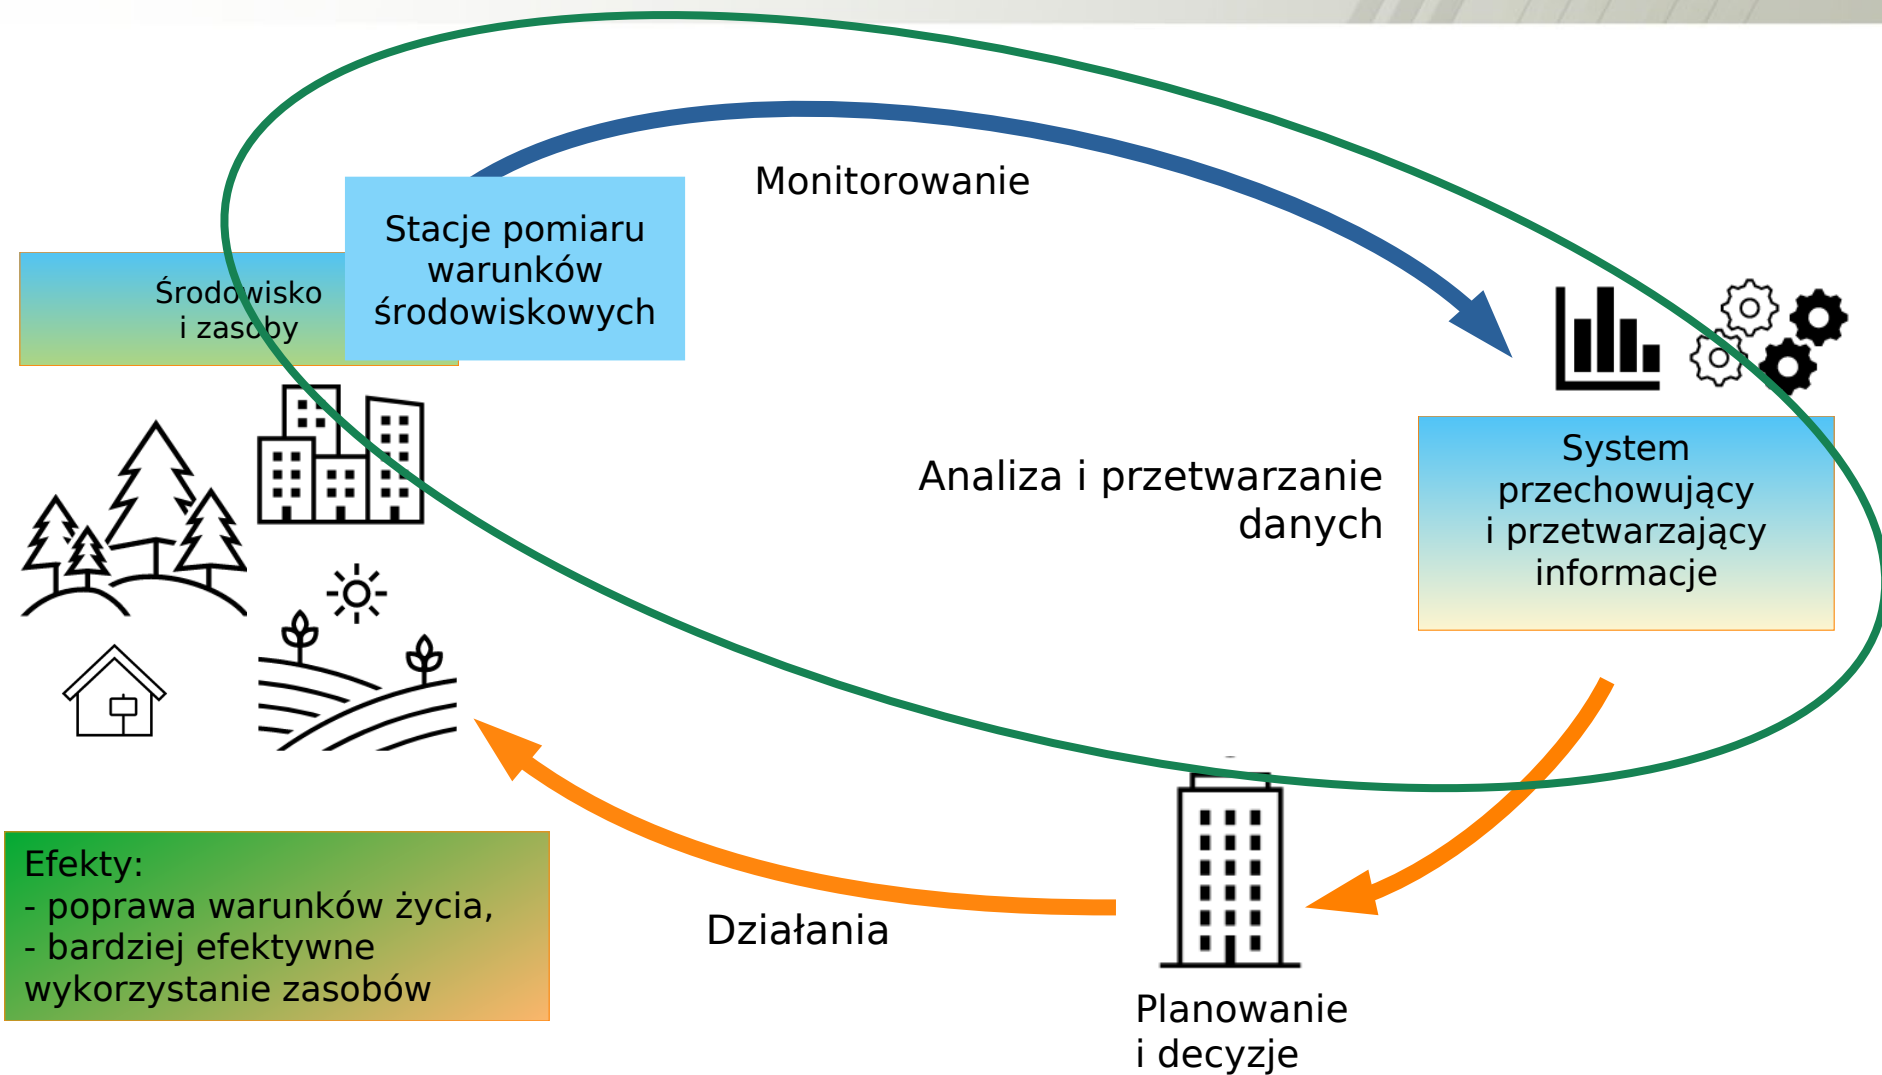 Monitorowanie
Stacje pomiaru
warunków
środowiskowych
Środowisko
i zasoby
System
przechowujący
i przetwarzający
informacje
Analiza i przetwarzanie
danych
Efekty:
- poprawa warunków życia,
- bardziej efektywne
wykorzystanie zasobów
Działania
Planowanie
i decyzje